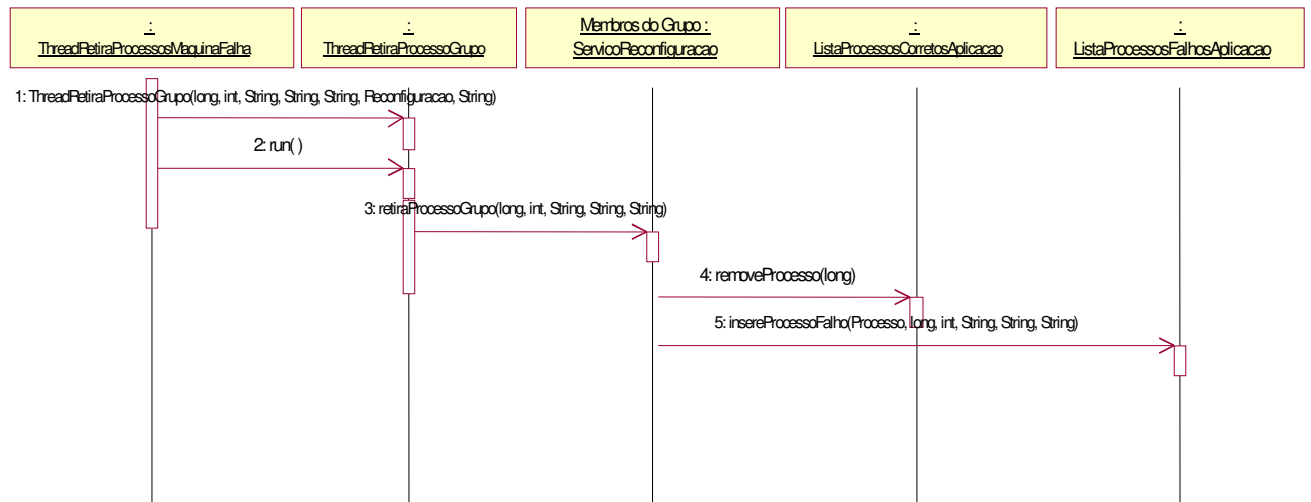 :
ThreadRetiraProcessosMaquinaFalha
:
ThreadRetiraProcessoGrupo
Membros do Grupo :
ServicoReconfiguracao
:
ListaProcessosCorretosAplicacao
:
ListaProcessosFalhosAplicacao
1: ThreadRetiraProcessoGrupo(long, int, String, String, String, Reconfiguracao, String)
2: run( )
3: retiraProcessoGrupo(long, int, String, String, String)
4: removeProcesso(long)
5: insereProcessoFalho(Processo, long, int, String, String, String)